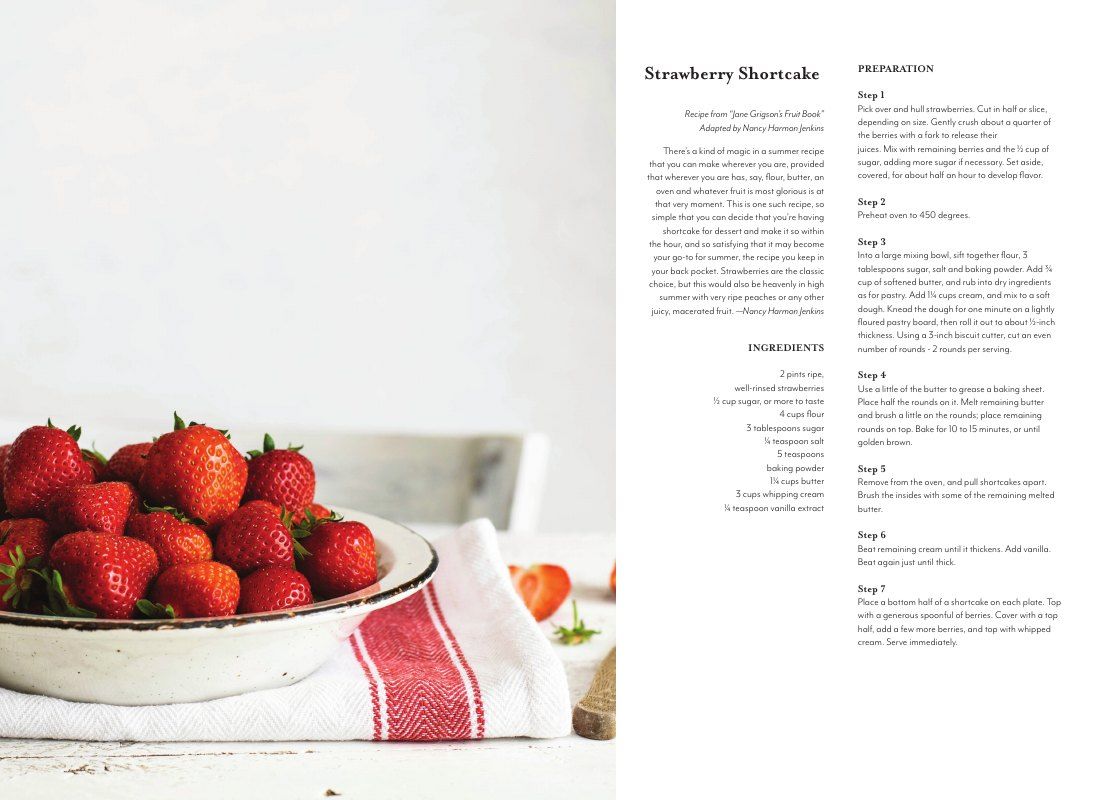 Strawberry Shortcake
Recipe from "Jane Grigson's Fruit Book"
Adapted by Nancy Harmon Jenkins
There's a kind of magic in a summer recipe
that you can make wherever you are, provided
that wherever you are has, say, flour, butter, an
oven and whatever fruit is most glorious is at
that very moment. This is one such recipe, so
simple that you can decide that you're having
shortcake for dessert and make it so within
the hour, and so satisfying that it may become
your go-to for summer, the recipe you keep in
your back pocket. Strawberries are the classic
choice, but this would also be heavenly in high
summer with very ripe peaches or any other
juicy, macerated fruit. —Nancy Harmon Jenkins
INGREDIENTS
2 pints ripe,
well-rinsed strawberries
½ cup sugar, or more to taste
4 cups flour
3 tablespoons sugar
¼ teaspoon salt
5 teaspoons
baking powder
1¼ cups butter
3 cups whipping cream
¼ teaspoon vanilla extract
PREPARATION
Step 1
Pick over and hull strawberries. Cut in half or slice,
depending on size. Gently crush about a quarter of
the berries with a fork to release their
juices. Mix with remaining berries and the ½ cup of
sugar, adding more sugar if necessary. Set aside,
covered, for about half an hour to develop flavor.
Step 2
Preheat oven to 450 degrees.
Step 3
Into a large mixing bowl, sift together flour, 3
tablespoons sugar, salt and baking powder. Add ¾
cup of softened butter, and rub into dry ingredients
as for pastry. Add 1¼ cups cream, and mix to a soft
dough. Knead the dough for one minute on a lightly
floured pastry board, then roll it out to about ½-inch
thickness. Using a 3-inch biscuit cutter, cut an even
number of rounds - 2 rounds per serving.
Step 4
Use a little of the butter to grease a baking sheet.
Place half the rounds on it. Melt remaining butter
and brush a little on the rounds; place remaining
rounds on top. Bake for 10 to 15 minutes, or until
golden brown.
Step 5
Remove from the oven, and pull shortcakes apart.
Brush the insides with some of the remaining melted
butter.
Step 6
Beat remaining cream until it thickens. Add vanilla.
Beat again just until thick.
Step 7
Place a bottom half of a shortcake on each plate. Top
with a generous spoonful of berries. Cover with a top
half, add a few more berries, and top with whipped
cream. Serve immediately.